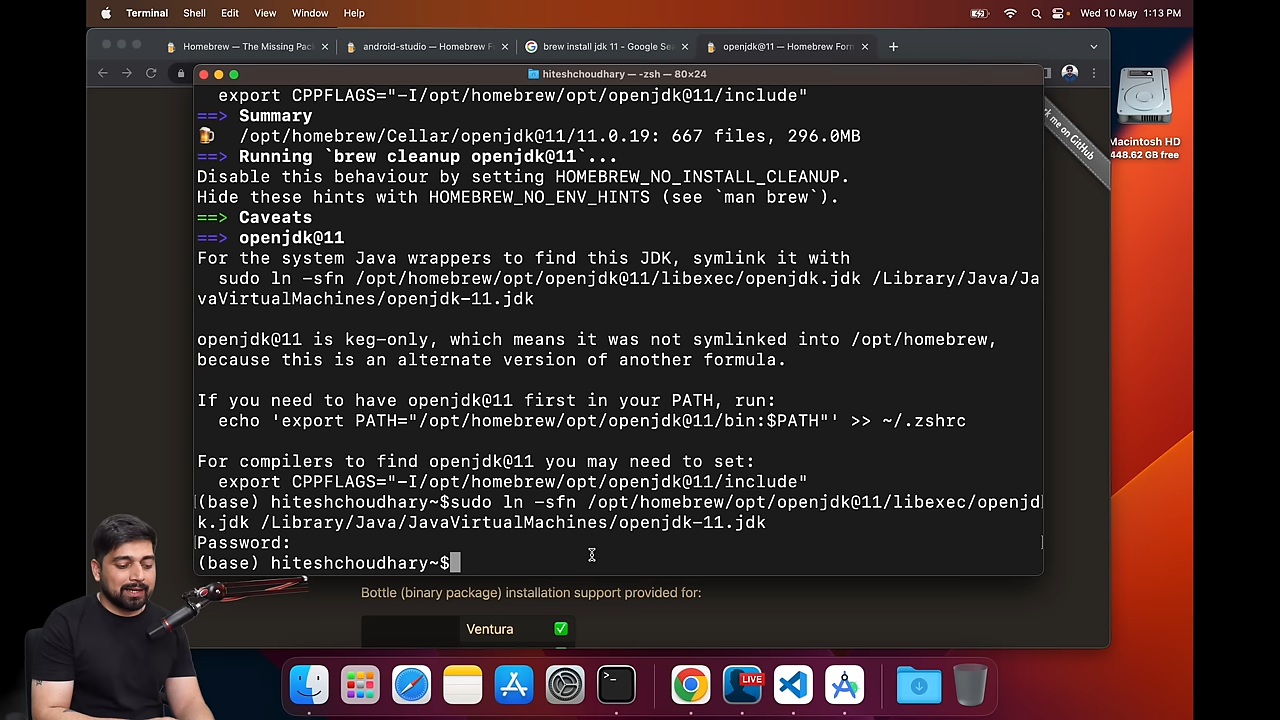 Terminal Shell Edit View Window Help Wed 10 May 1:13 PM
Homebrew — The Missing Pac
android-studio — Homebrew F
brew install jdk 11 - Google Se
openjdk@11 — Homebrew Form
hiteshchoudhary — -zsh — 80×24
export CPPFLAGS="-I/opt/homebrew/opt/openjdk@11/include"
==> Summary
/opt/homebrew/Cellar/openjdk@11/11.0.19: 667 files, 296.0MB
==> Running `brew cleanup openjdk@11`...
Disable this behaviour by setting HOMEBREW_NO_INSTALL_CLEANUP.
Hide these hints with HOMEBREW_NO_ENV_HINTS (see `man brew`).
==> Caveats
==> openjdk@11
For the system Java wrappers to find this JDK, symlink it with
sudo ln -sfn /opt/homebrew/opt/openjdk@11/libexec/openjdk.jdk /Library/Java/Ja
vaVirtualMachines/openjdk-11.jdk
openjdk@11 is keg-only, which means it was not symlinked into /opt/homebrew,
because this is an alternate version of another formula.
If you need to have openjdk@11 first in your PATH, run:
echo 'export PATH="/opt/homebrew/opt/openjdk@11/bin:$PATH"' >> ~/.zshrc
For compilers to find openjdk@11 you may need to set:
export CPPFLAGS="-I/opt/homebrew/opt/openjdk@11/include"
(base) hiteshchoudhary~$sudo ln -sfn /opt/homebrew/opt/openjdk@11/libexec/openjd
k.jdk /Library/Java/JavaVirtualMachines/openjdk-11.jdk
Password:
(base) hiteshchoudhary~$
rk me on GitHub
Macintosh HD
448.62 GB free
Bottle (binary package) installation support provided for:
Ventura
LIVE